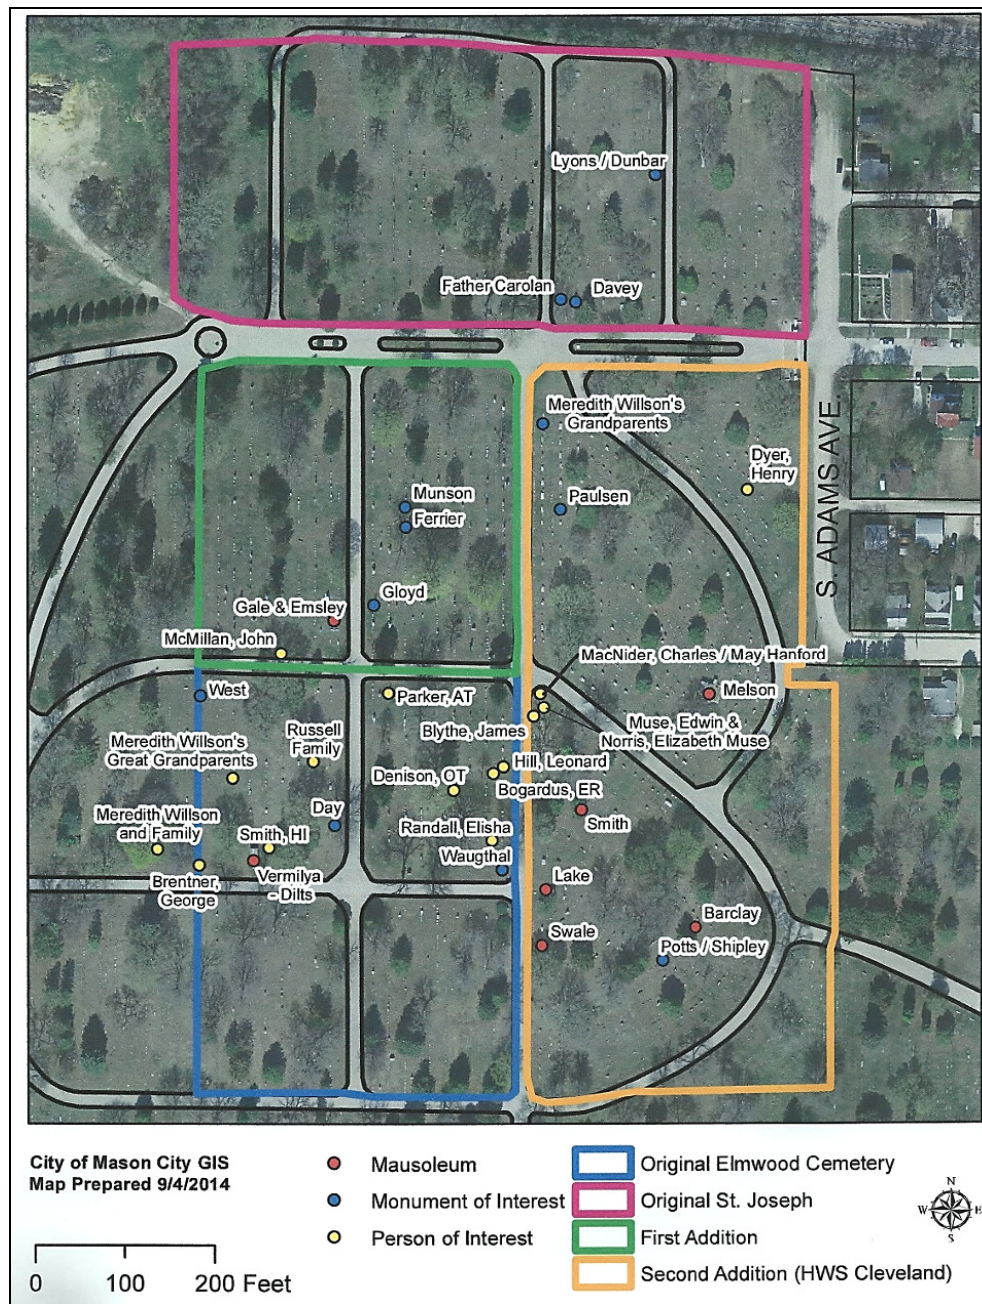 Lyons / Dunbar
Father Carolan
Davey
Meredith Willson's
Grandparents
Dyer,
Henry
Munson
Paulsen
Ferrier
S. ADAMS AVE.
Gloyd
Gale & Emsley
McMillan, John
MacNider, Charles / May Hanford
West
Parker, AT
Melson
Blythe, James
Muse, Edwin &
Norris, Elizabeth Muse
Russell
Family
Meredith Willson's
Great Grandparents
Hill, Leonard
Denison, OT
Bogardus, ER
Day
Smith
Meredith Willson
and Family
Smith, HI
Randall, Elisha
Waugthal
Brentner,
George
Vermilya
- Dilts
Lake
Barclay
Swale
Potts / Shipley
City of Mason City GIS
Map Prepared 9/4/2014
Mausoleum
Monument of Interest
Person of Interest
Original Elmwood Cemetery
Original St. Joseph
First Addition
Second Addition (HWS Cleveland)
N
W E
S
0 100 200 Feet